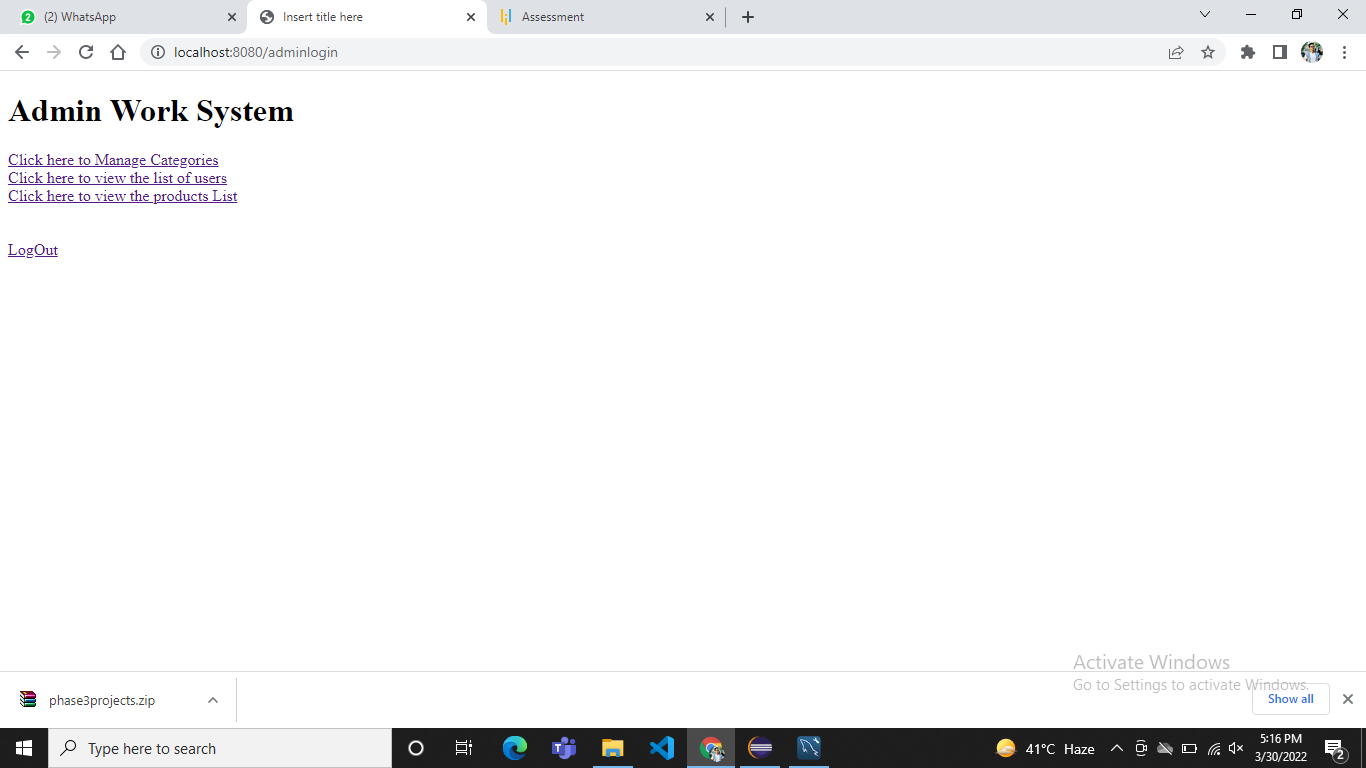 2
(2) WhatsApp
Insert title here
Assessment
localhost:8080/adminlogin
Admin Work System
Click here to Manage Categories
Click here to view the list of users
Click here to view the products List
LogOut
Activate Windows
Go to Settings to activate Windows.
phase3projects.zip
Show all
Type here to search
41°C Haze
5:16 PM
3/30/2022
2